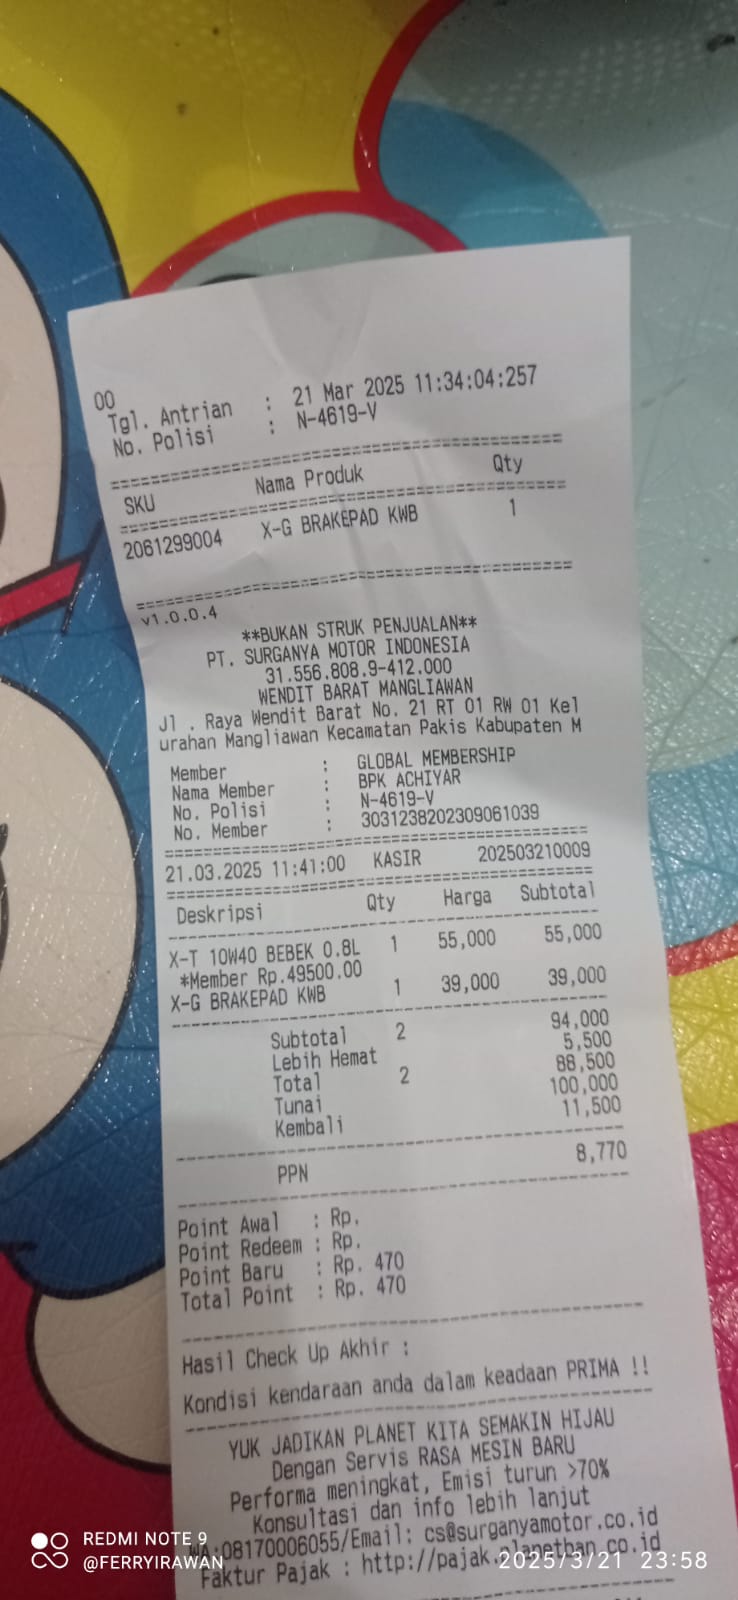 00
Tgl. Antrian : 21 Mar 2025 11:34:04:257
No. Polisi : N-4619-V
SKU Nama Produk Qty
2061299004 X-G BRAKEPAD KWB 1
v1.0.0.4
**BUKAN STRUK PENJUALAN**
PT. SURGANYA MOTOR INDONESIA
31.556.808.9-412.000
WENDIT BARAT MANGLIAWAN
Jl . Raya Wendit Barat No. 21 RT 01 RW 01 Kel
urahan Mangliawan Kecamatan Pakis Kabupaten M
Member : GLOBAL MEMBERSHIP
Nama Member : BPK ACHIYAR
No. Polisi : N-4619-V
No. Member : 3031238202309061039
21.03.2025 11:41:00 KASIR 202503210009
Deskripsi Qty Harga Subtotal
X-T 10W40 BEBEK 0.8L 1 55,000 55,000
*Member Rp.49500.00
X-G BRAKEPAD KWB 1 39,000 39,000
Subtotal 2 94,000
Lebih Hemat 5,500
Total 2 88,500
Tunai 100,000
Kembali 11,500
PPN 8,770
Point Awal : Rp.
Point Redeem : Rp.
Point Baru : Rp. 470
Total Point : Rp. 470
Hasil Check Up Akhir :
Kondisi kendaraan anda dalam keadaan PRIMA !!
YUK JADIKAN PLANET KITA SEMAKIN HIJAU
Dengan Servis RASA MESIN BARU
Performa meningkat, Emisi turun >70%
Konsultasi dan info lebih lanjut
WA:08170006055/Email: cs@surganyamotor.co.id
Faktur Pajak : http://pajak.planetban.co.id
REDMI NOTE 9
@FERRYIRAWAN
2025/3/21 23:58